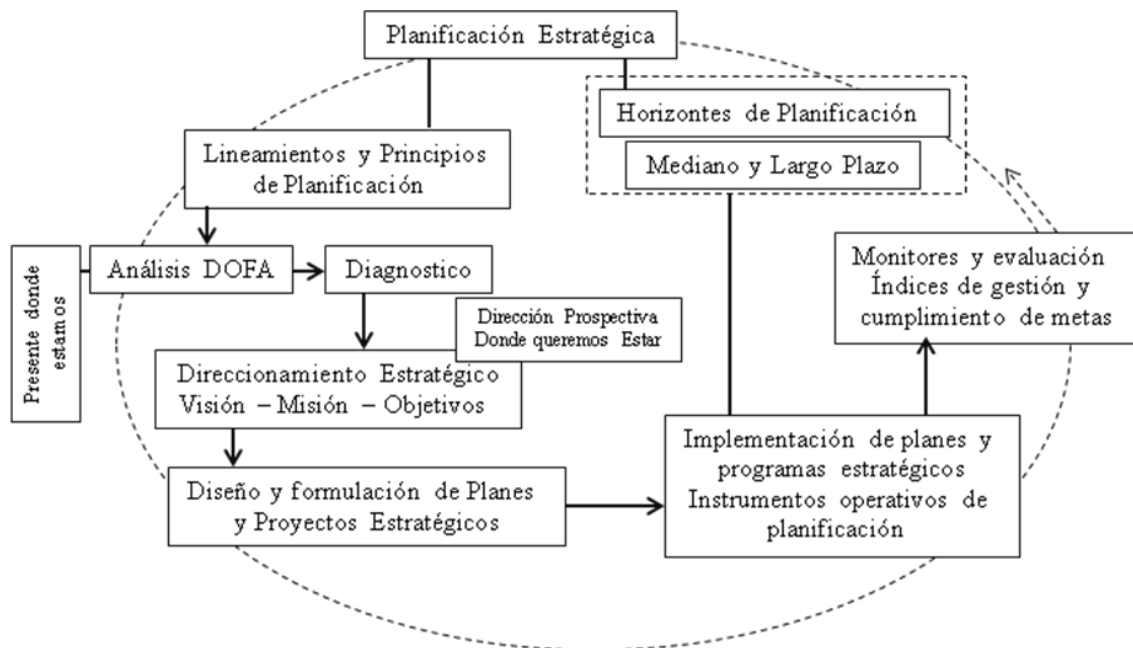 Planificación Estratégica
Horizontes de Planificación
Mediano y Largo Plazo
Lineamientos y Principios
de Planificación
Presente donde
estamos
Análisis DOFA
Diagnostico
Dirección Prospectiva
Donde queremos Estar
Direccionamiento Estratégico
Visión – Misión – Objetivos
Diseño y formulación de Planes
y Proyectos Estratégicos
Implementación de planes y
programas estratégicos
Instrumentos operativos de
planificación
Monitores y evaluación
Índices de gestión y
cumplimiento de metas